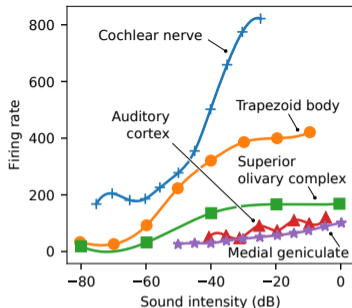 800
600
400
200
0
Firing rate
Cochlear nerve
Trapezoid body
Auditory
cortex
Superior
olivary complex
Medial geniculate
−80
−60
−40
−20
0
Sound intensity (dB)